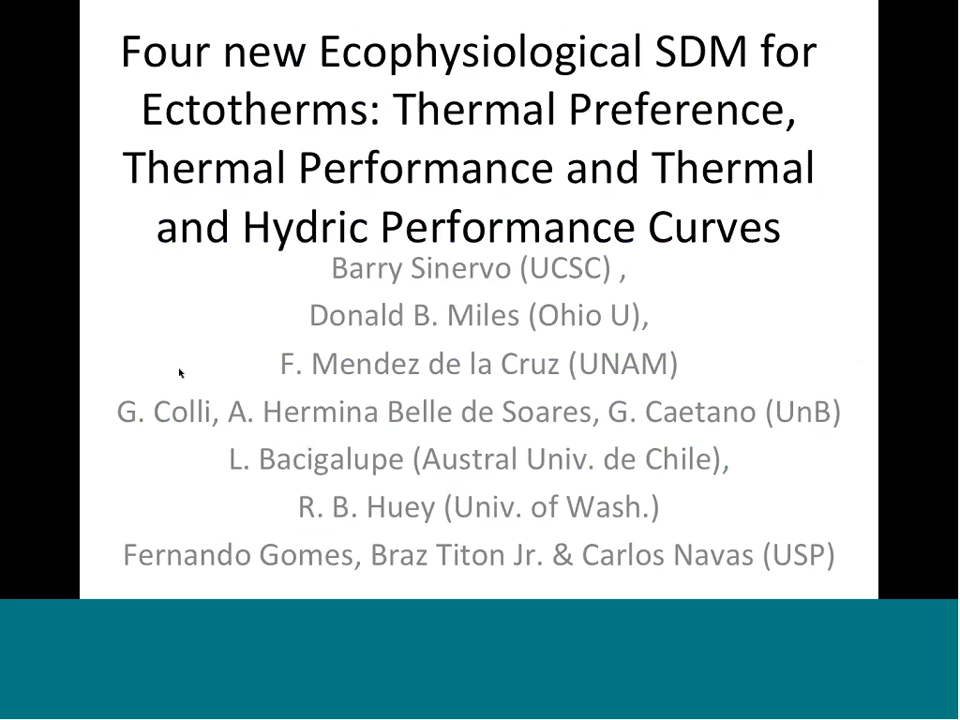 Four new Ecophysiological SDM for
Ectotherms: Thermal Preference,
Thermal Performance and Thermal
and Hydric Performance Curves
Barry Sinervo (UCSC) ,
Donald B. Miles (Ohio U),
F. Mendez de la Cruz (UNAM)
G. Colli, A. Hermina Belle de Soares, G. Caetano (UnB)
L. Bacigalupe (Austral Univ. de Chile),
R. B. Huey (Univ. of Wash.)
Fernando Gomes, Braz Titon Jr. & Carlos Navas (USP)